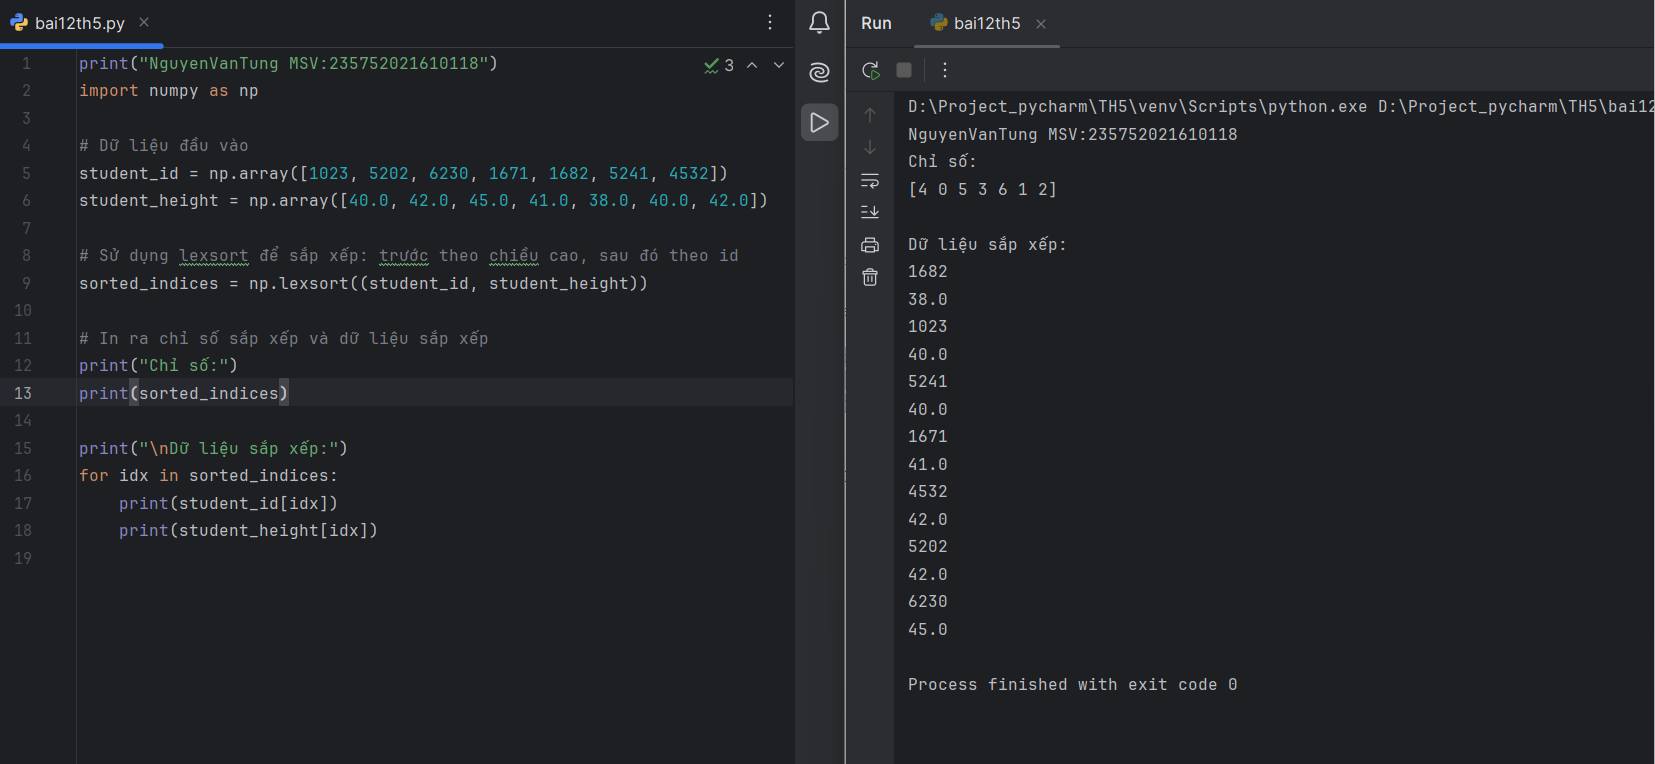 bai12th5.py
1 print("NguyenVanTung MSV:235752021610118")
2 import numpy as np
3
4 # Dữ liệu đầu vào
5 student_id = np.array([1023, 5202, 6230, 1671, 1682, 5241, 4532])
6 student_height = np.array([40.0, 42.0, 45.0, 41.0, 38.0, 40.0, 42.0])
7
8 # Sử dụng lexsort để sắp xếp: trước theo chiều cao, sau đó theo id
9 sorted_indices = np.lexsort((student_id, student_height))
10
11 # In ra chỉ số sắp xếp và dữ liệu sắp xếp
12 print("Chỉ số:")
13 print(sorted_indices)
14
15 print("\nDữ liệu sắp xếp:")
16 for idx in sorted_indices:
17     print(student_id[idx])
18     print(student_height[idx])
19
3
Run bai12th5
D:\Project_pycharm\TH5\venv\Scripts\python.exe D:\Project_pycharm\TH5\bai12
NguyenVanTung MSV:235752021610118
Chỉ số:
[4 0 5 3 6 1 2]
Dữ liệu sắp xếp:
1682
38.0
1023
40.0
5241
40.0
1671
41.0
4532
42.0
5202
42.0
6230
45.0
Process finished with exit code 0